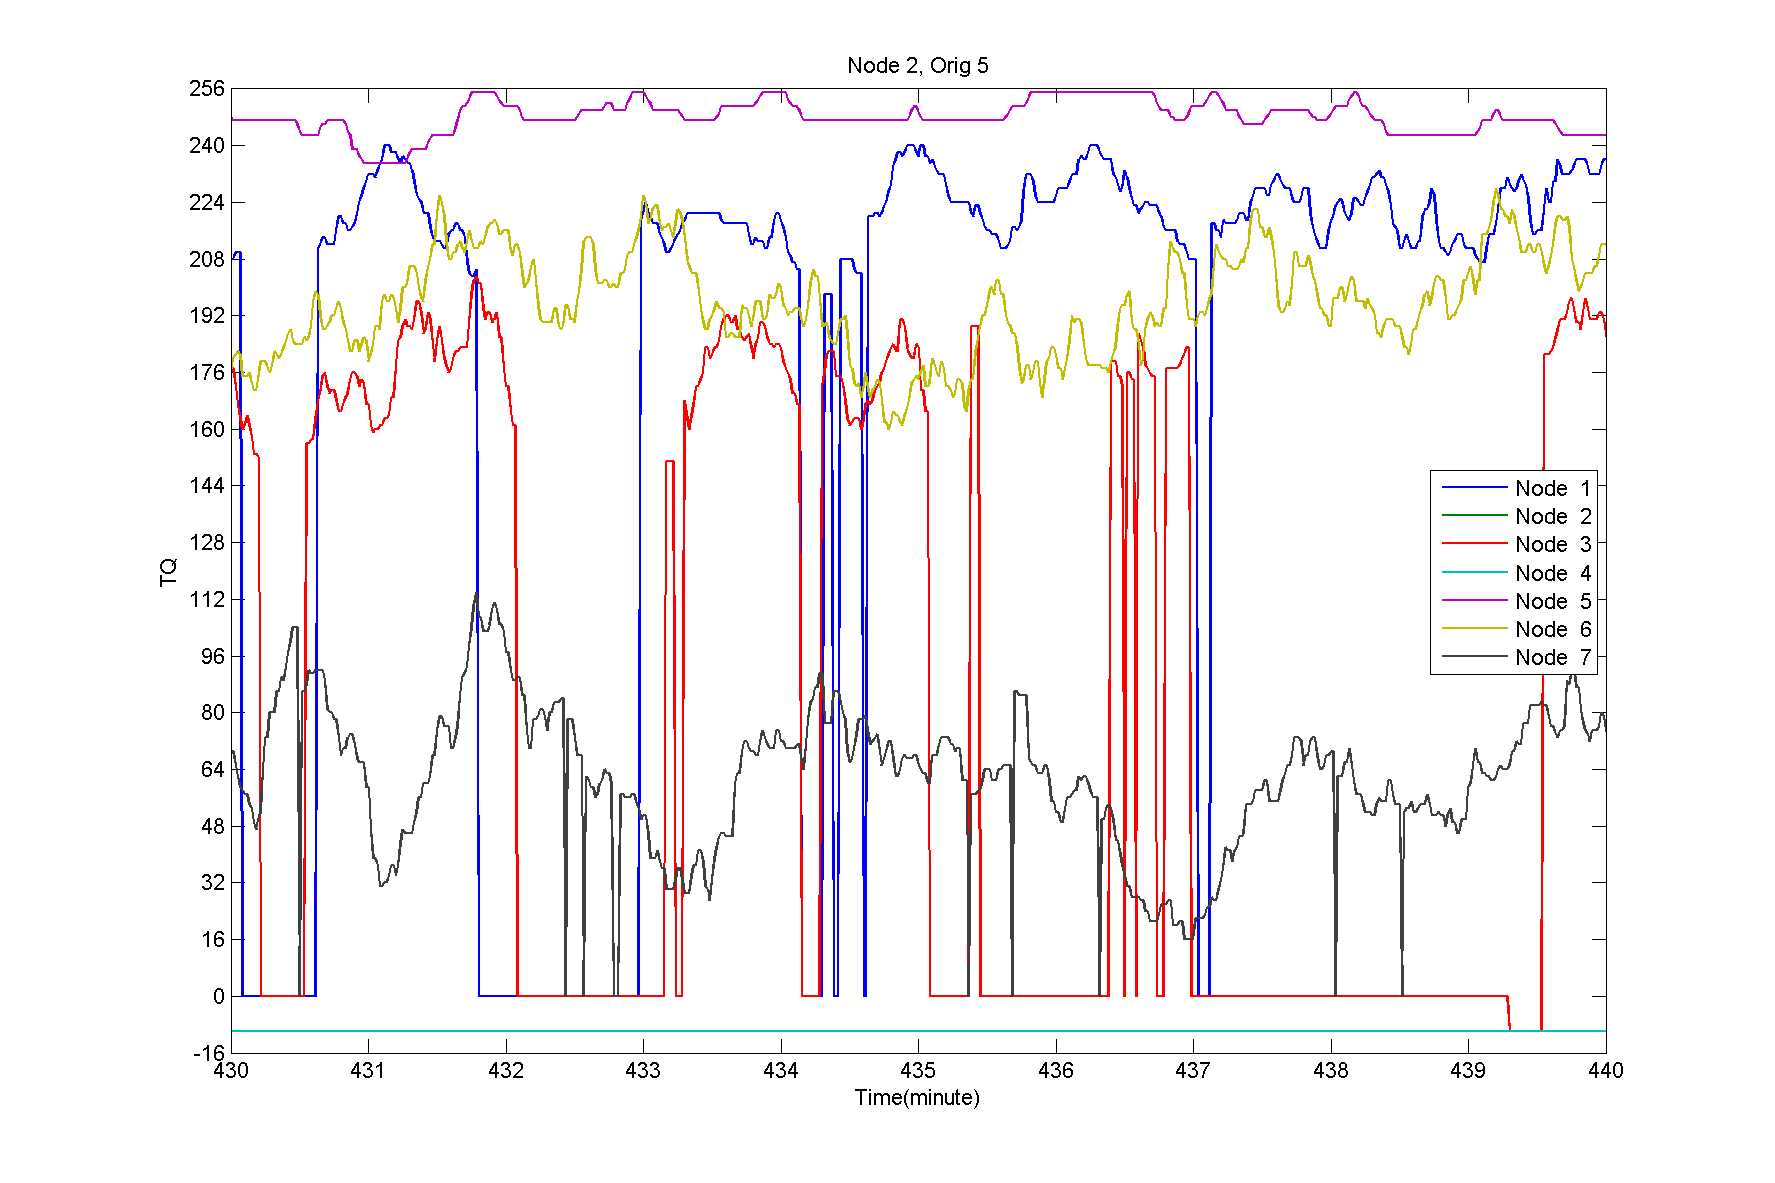 Node 2, Orig 5
256
240
224
208
192
176
160
144
128
112
96
80
64
48
32
16
0
-16
TQ
Node 1
Node 2
Node 3
Node 4
Node 5
Node 6
Node 7
430 431 432 433 434 435 436 437 438 439 440
Time(minute)